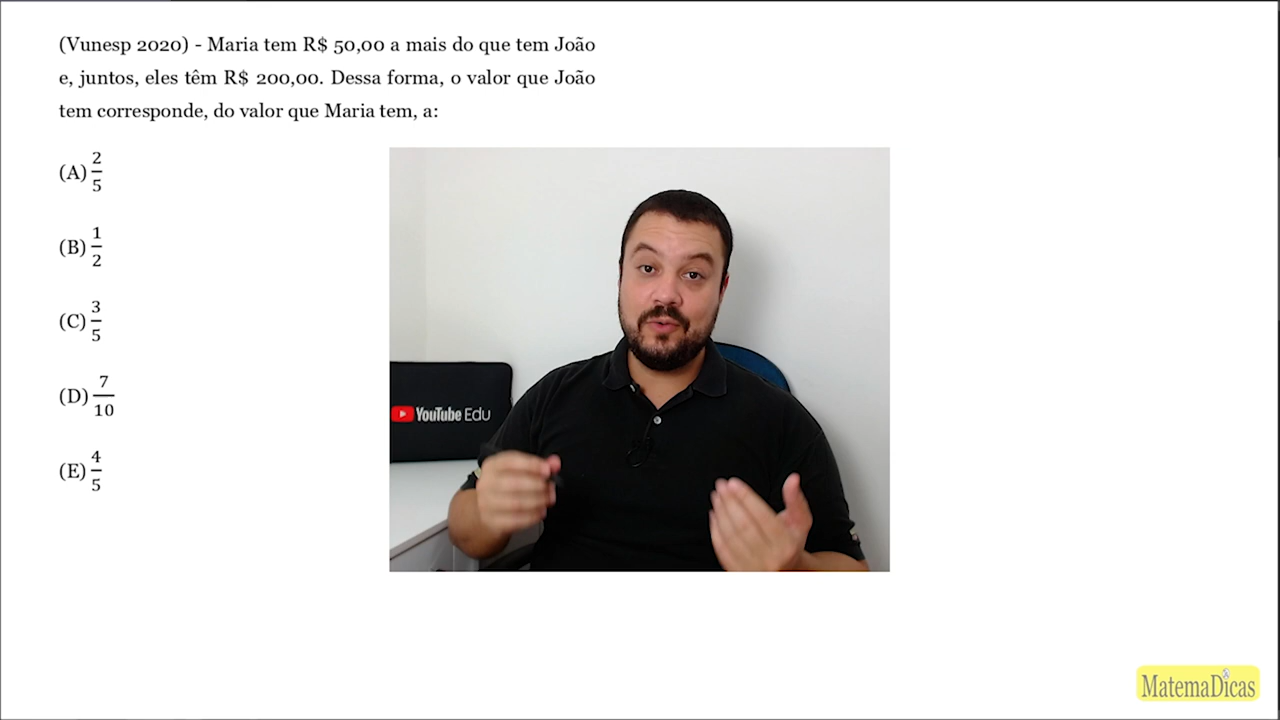 (Vunesp 2020) - Maria tem R$ 50,00 a mais do que tem João
e, juntos, eles têm R$ 200,00. Dessa forma, o valor que João
tem corresponde, do valor que Maria tem, a:
(A) 2/5
(B) 1/2
(C) 3/5
(D) 7/10
(E) 4/5
YouTube Edu
MatemaDicas